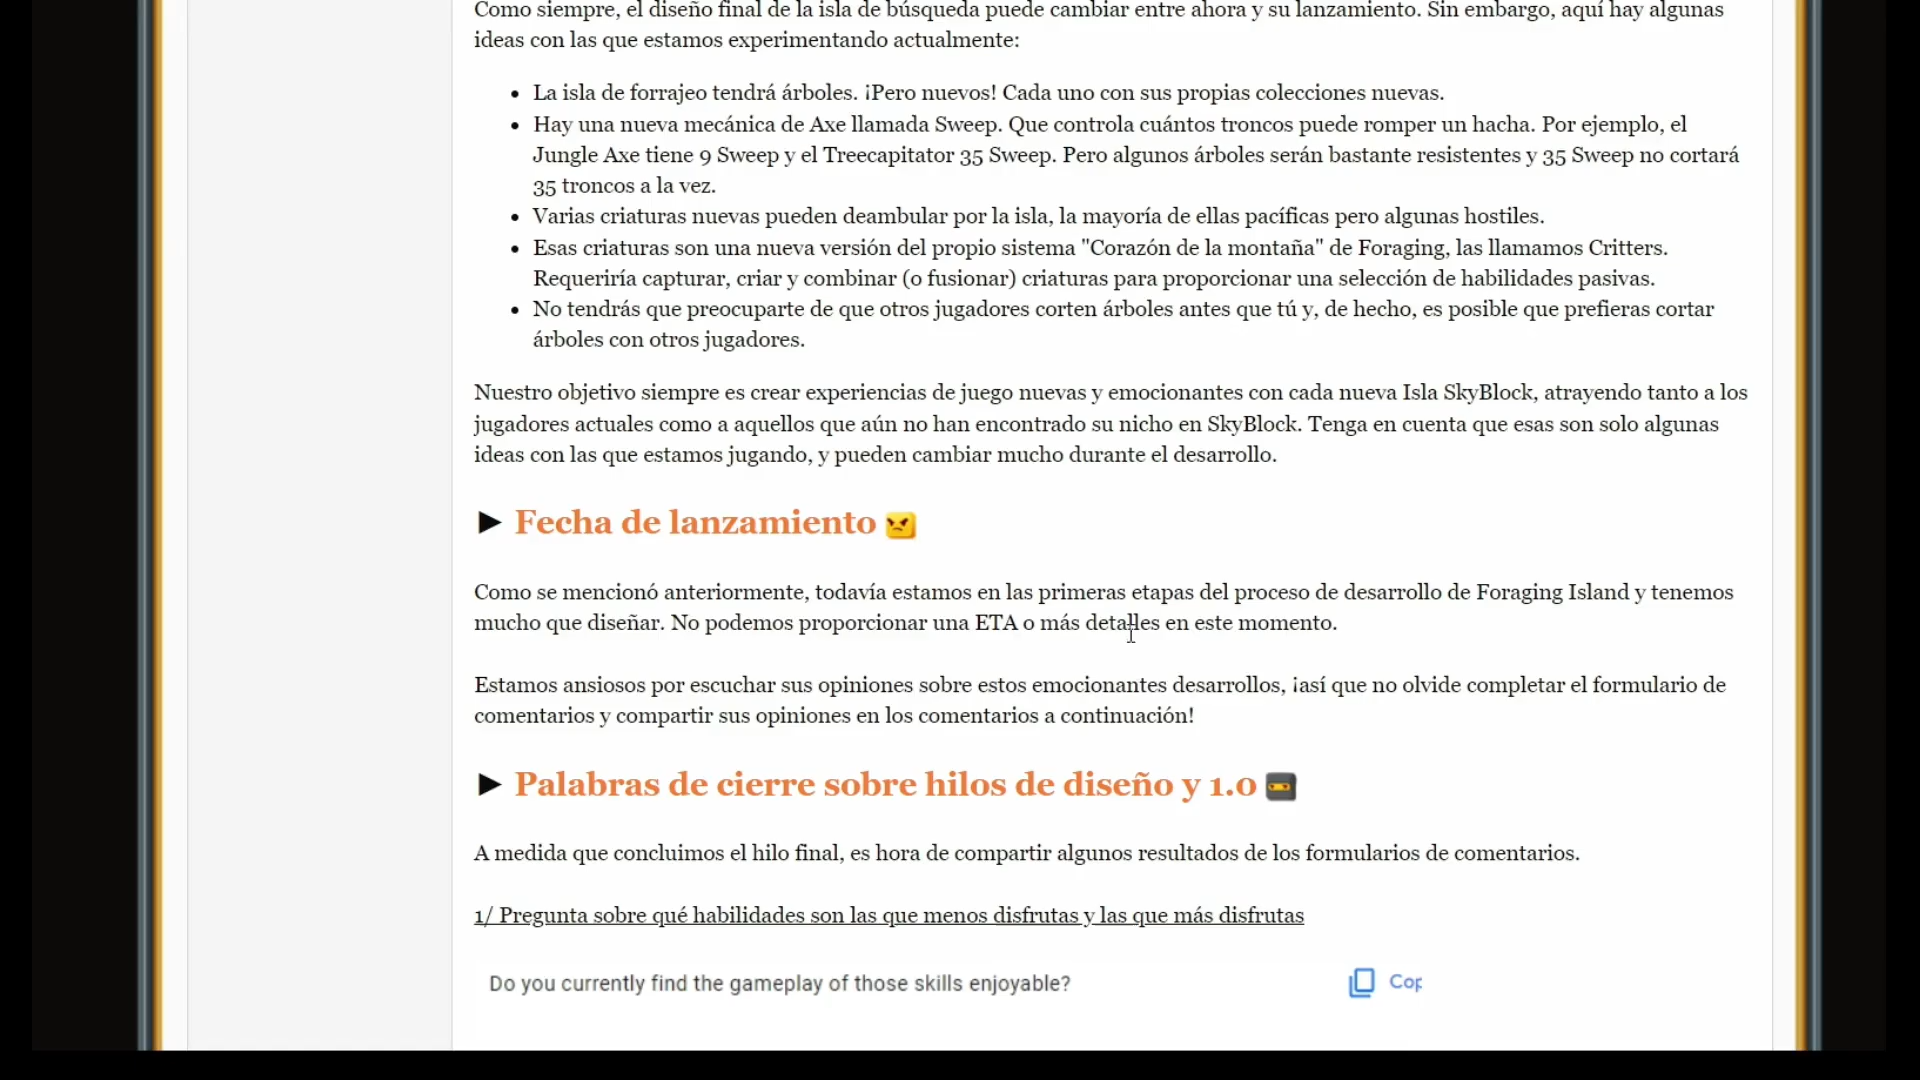 Como siempre, el diseño final de la isla de búsqueda puede cambiar entre ahora y su lanzamiento. Sin embargo, aquí hay algunas
ideas con las que estamos experimentando actualmente:
• La isla de forrajeo tendrá árboles. ¡Pero nuevos! Cada uno con sus propias colecciones nuevas.
• Hay una nueva mecánica de Axe llamada Sweep. Que controla cuántos troncos puede romper un hacha. Por ejemplo, el
Jungle Axe tiene 9 Sweep y el Treecapitator 35 Sweep. Pero algunos árboles serán bastante resistentes y 35 Sweep no cortará
35 troncos a la vez.
• Varias criaturas nuevas pueden deambular por la isla, la mayoría de ellas pacíficas pero algunas hostiles.
• Esas criaturas son una nueva versión del propio sistema "Corazón de la montaña" de Foraging, las llamamos Critters.
Requeriría capturar, criar y combinar (o fusionar) criaturas para proporcionar una selección de habilidades pasivas.
• No tendrás que preocuparte de que otros jugadores corten árboles antes que tú y, de hecho, es posible que prefieras cortar
árboles con otros jugadores.
Nuestro objetivo siempre es crear experiencias de juego nuevas y emocionantes con cada nueva Isla SkyBlock, atrayendo tanto a los
jugadores actuales como a aquellos que aún no han encontrado su nicho en SkyBlock. Tenga en cuenta que esas son solo algunas
ideas con las que estamos jugando, y pueden cambiar mucho durante el desarrollo.
► Fecha de lanzamiento
Como se mencionó anteriormente, todavía estamos en las primeras etapas del proceso de desarrollo de Foraging Island y tenemos
mucho que diseñar. No podemos proporcionar una ETA o más detalles en este momento.
Estamos ansiosos por escuchar sus opiniones sobre estos emocionantes desarrollos, ¡así que no olvide completar el formulario de
comentarios y compartir sus opiniones en los comentarios a continuación!
► Palabras de cierre sobre hilos de diseño y 1.0
A medida que concluimos el hilo final, es hora de compartir algunos resultados de los formularios de comentarios.
1/ Pregunta sobre qué habilidades son las que menos disfrutas y las que más disfrutas
Do you currently find the gameplay of those skills enjoyable?
Cop